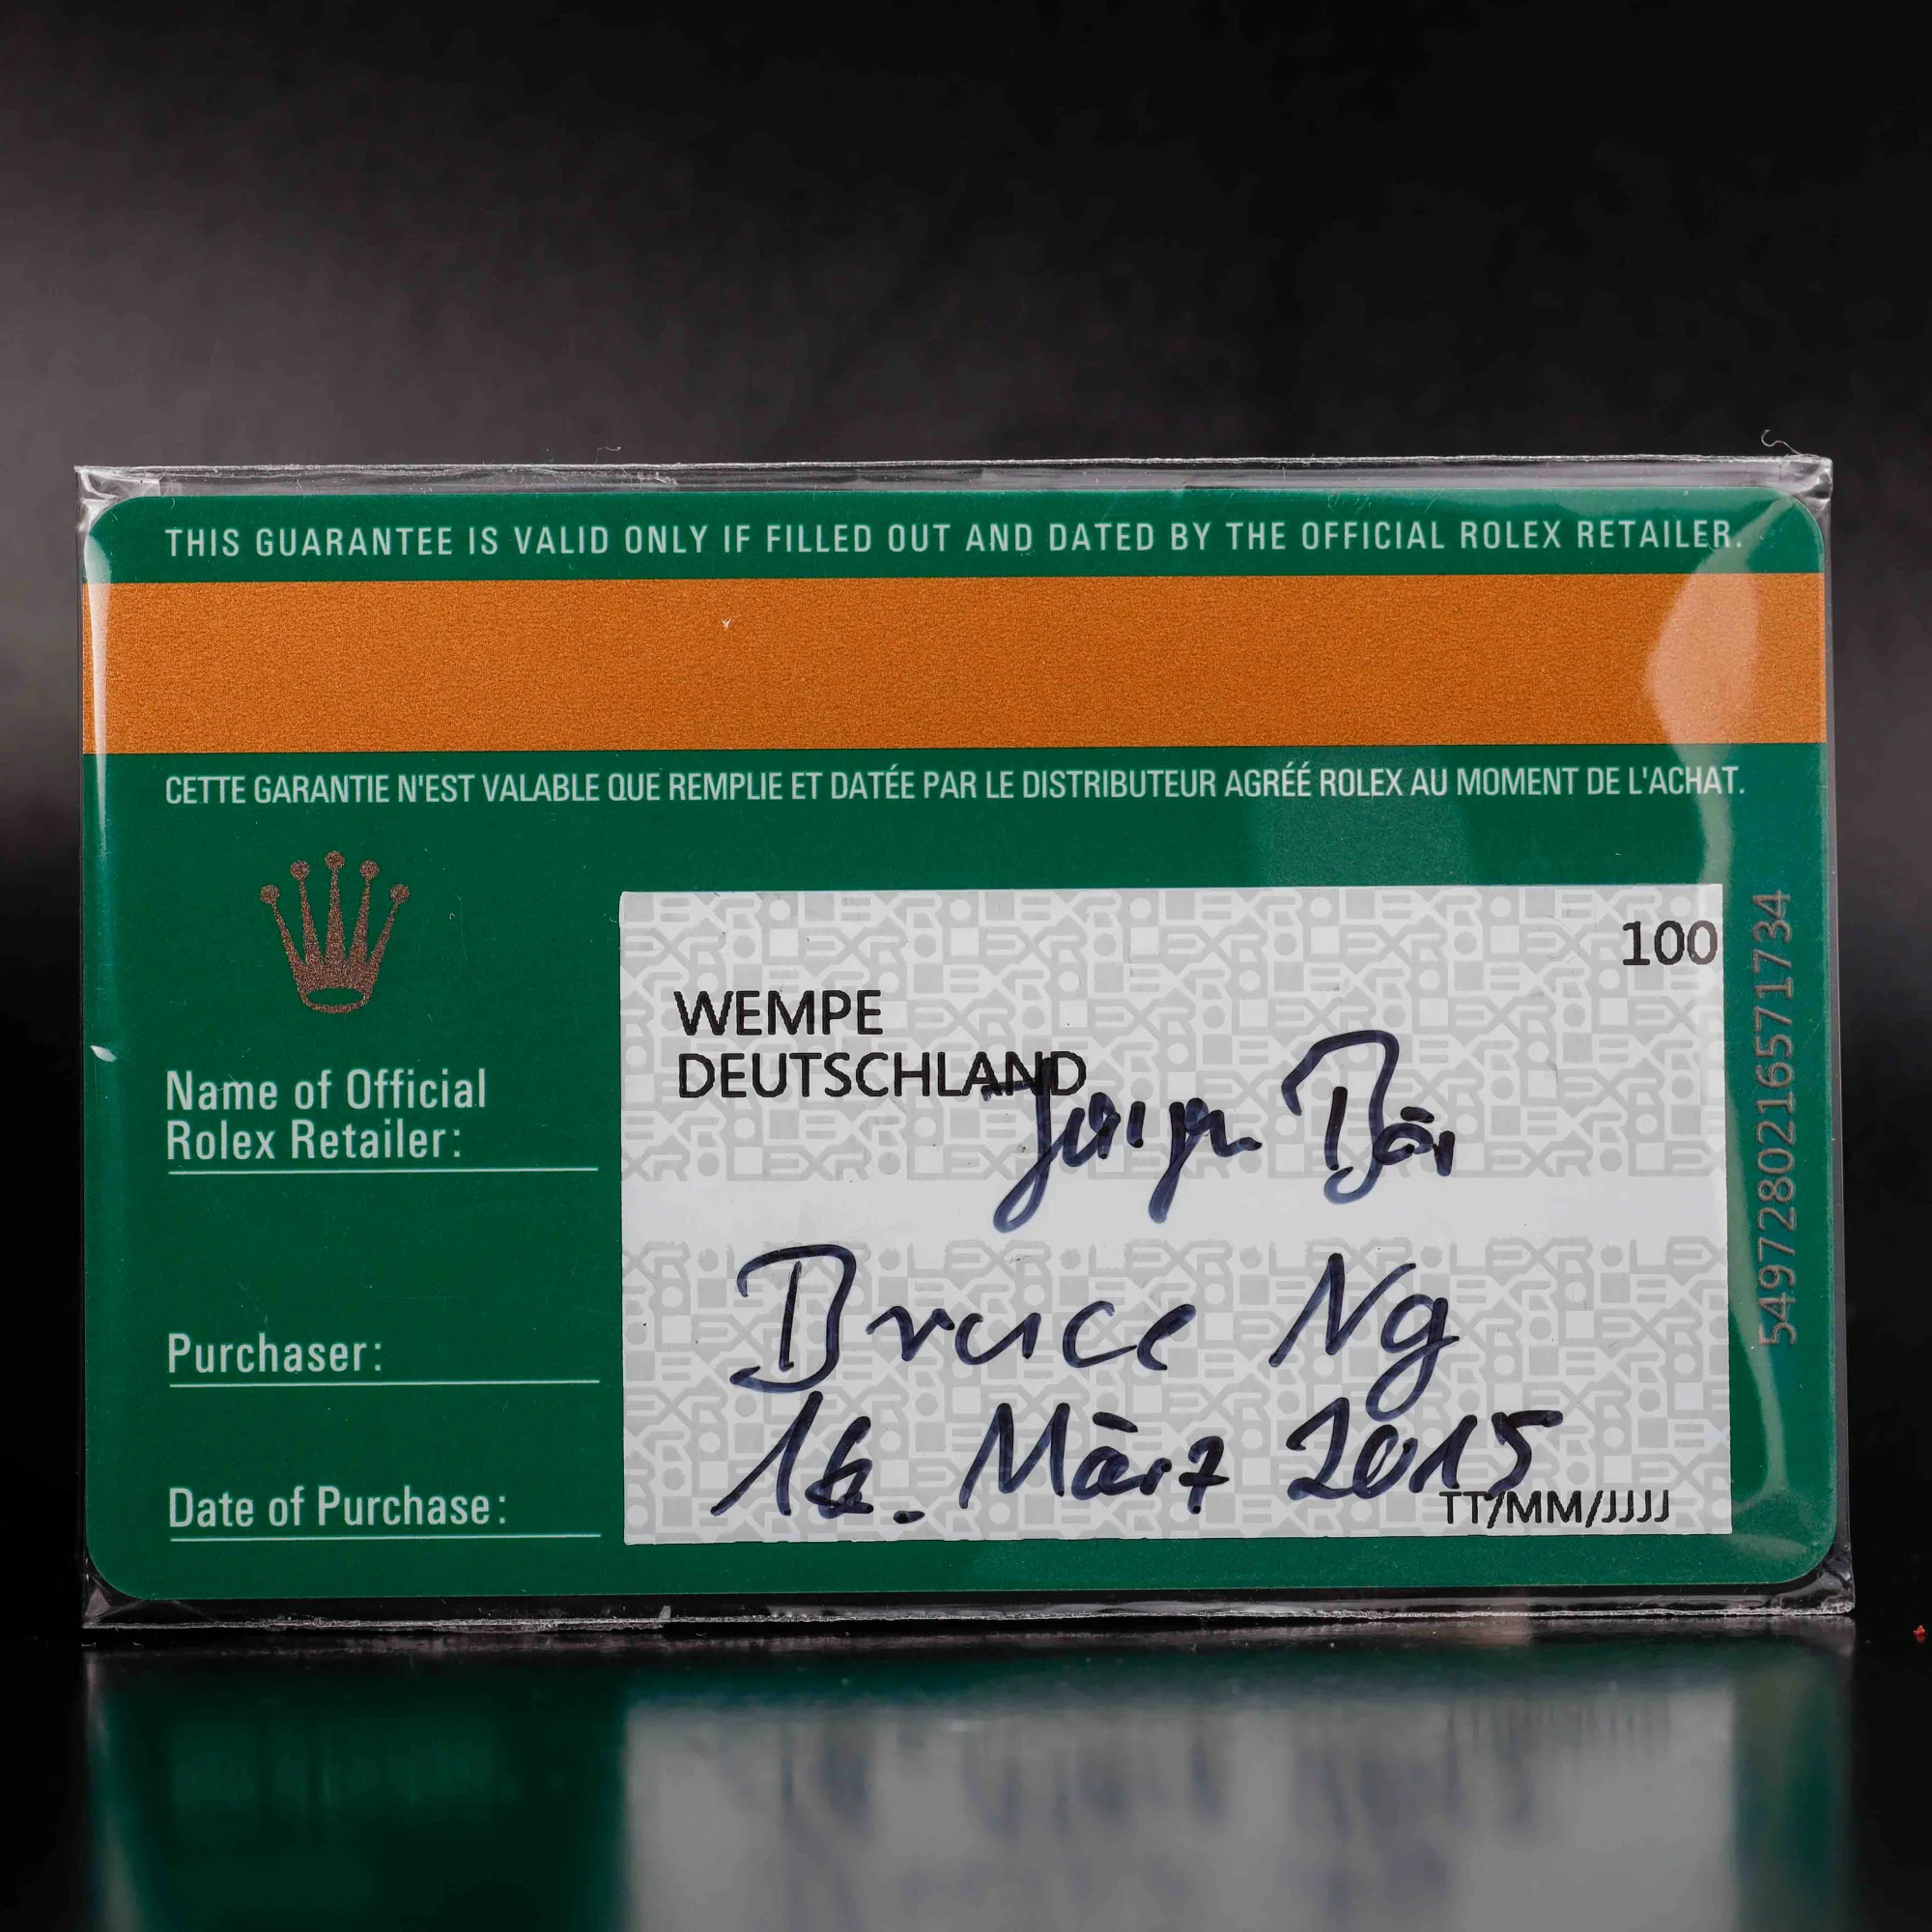 THIS GUARANTEE IS VALID ONLY IF FILLED OUT AND DATED BY THE OFFICIAL ROLEX RETAILER.
CETTE GARANTIE N'EST VALABLE QUE REMPLIE ET DATÉE PAR LE DISTRIBUTEUR AGRÉÉ ROLEX AU MOMENT DE L'ACHAT.
100
WEMPE
DEUTSCHLAND
Name of Official
Rolex Retailer:
Purchaser: Bruce Ng
Date of Purchase: 16. März 2015
TT/MM/JJJJ
5497280216571734